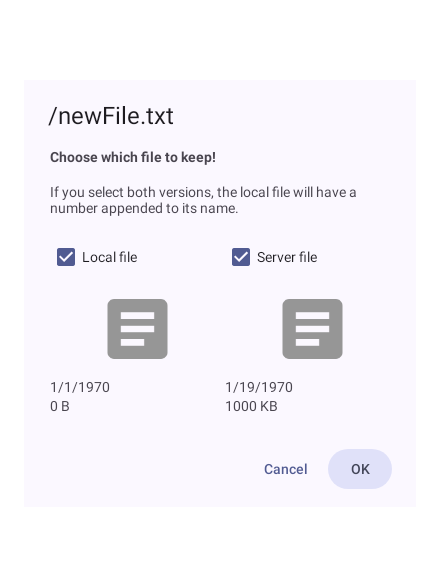 /newFile.txt
Choose which file to keep!
If you select both versions, the local file will have a
number appended to its name.
Local file
Server file
1/1/1970
0 B
1/19/1970
1000 KB
Cancel
OK